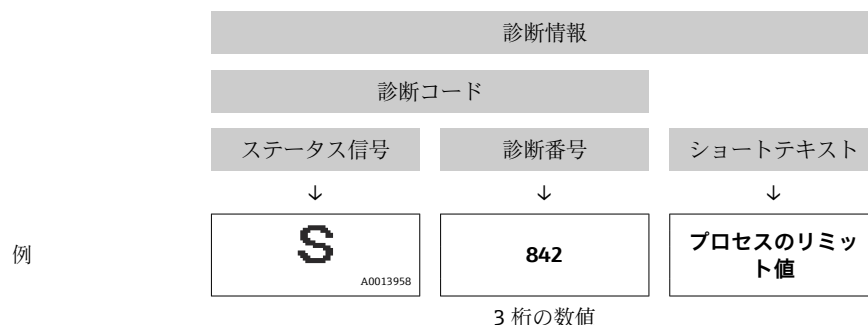 診断情報
診断コード
ステータス信号 診断番号 ショートテキスト
↓ ↓ ↓
例 S A0013958 842 プロセスのリミッ
ト値
3 桁の数値